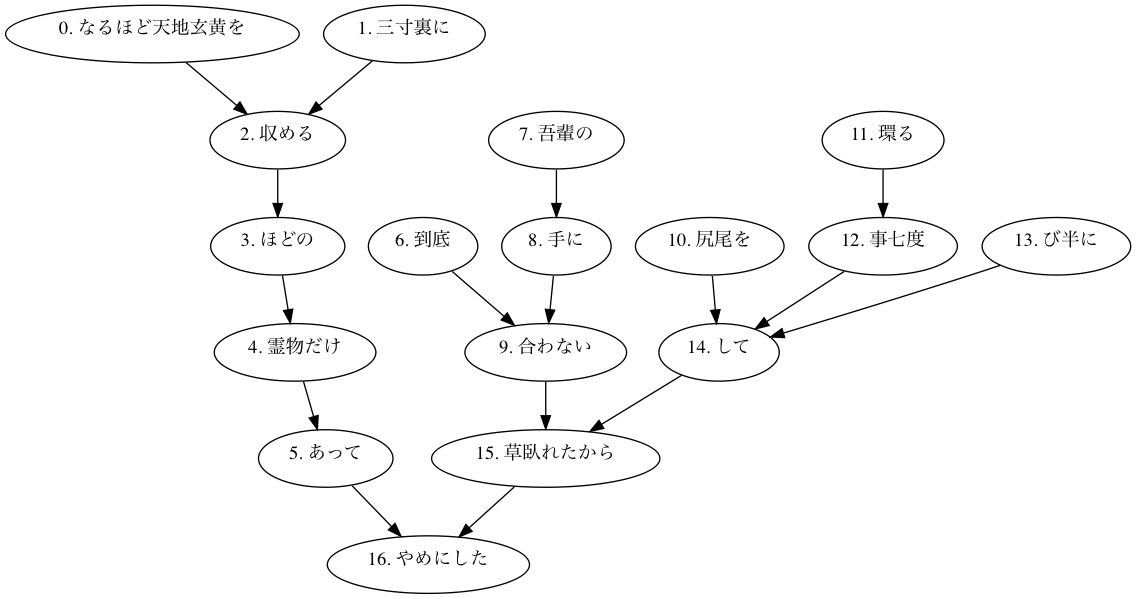 0. なるほど天地玄黄を
1. 三寸裏に
2. 収める
7. 吾輩の
11. 環る
3. ほどの
6. 到底
8. 手に
10. 尻尾を
12. 事七度
13. び半に
4. 霊物だけ
9. 合わない
14. して
5. あって
15. 草臥れたから
16. やめにした